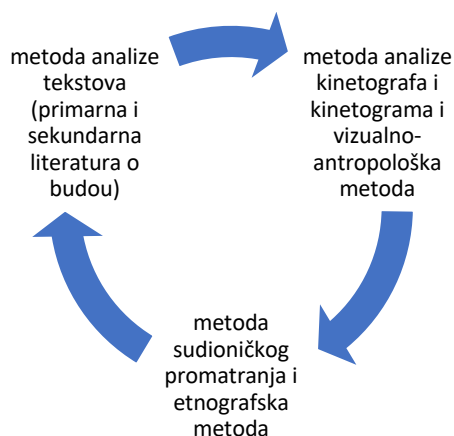 metoda analize
tekstova
(primarna i
sekundarna
literatura o
budou)
metoda analize
kinetografa i
kinetograma i
vizualno-
antropološka
metoda
metoda
sudioničkog
promatranja i
etnografska
metoda